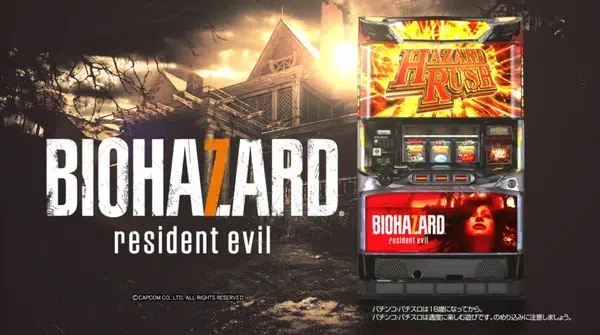 BIOHAZARD®
resident evil
©CAPCOM CO., LTD. ALL RIGHTS RESERVED.
HAZARD
RUSH
BIOHAZARD
resident evil
パチンコ・パチスロは18歳になってから。
パチンコ・パチスロは適度に楽しむ遊びです。のめり込みに注意しましょう。